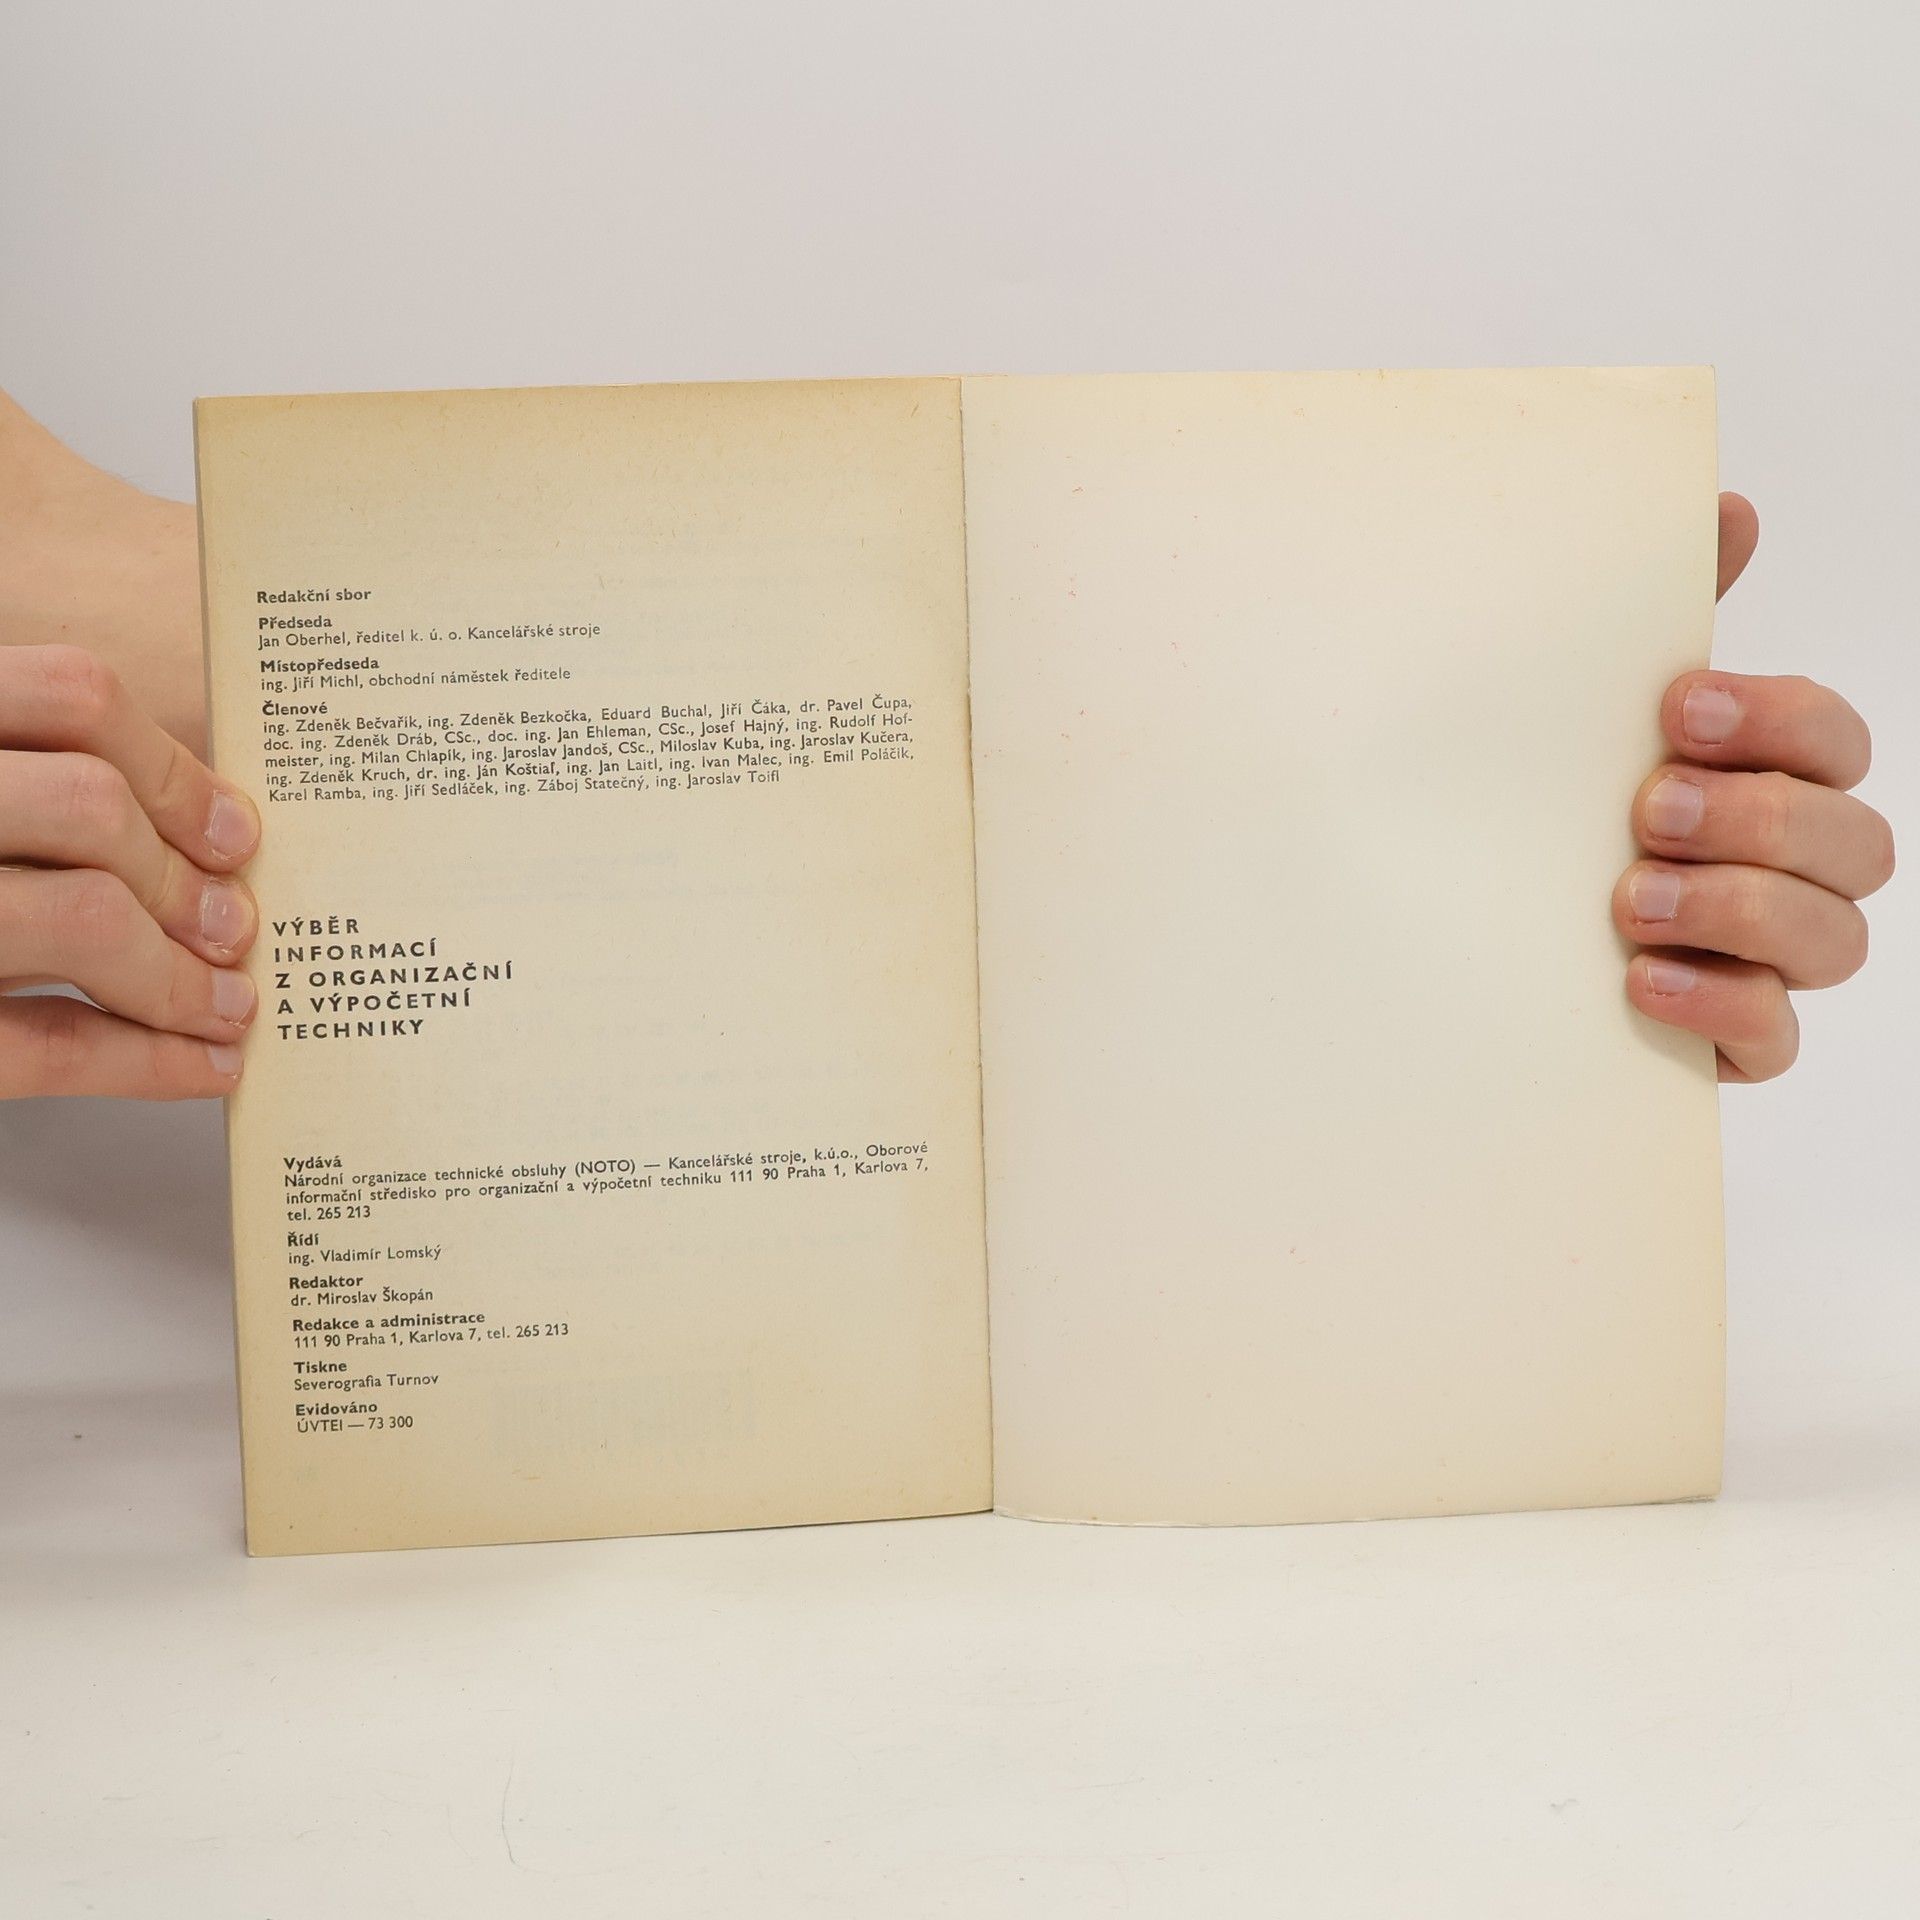 Redakční sbor
Předseda
Jan Oberhel, ředitel k. ú. o. Kancelářské stroje
Místopředseda
ing. Jiří Michl, obchodní náměstek ředitele
Členové
ing. Zdeněk Bečvařík, ing. Zdeněk Bezkočka, Eduard Buchal, Jiří Čáka, dr. Pavel Čupa,
doc. ing. Zdeněk Dráb, CSc., doc. ing. Jan Ehleman, CSc., Josef Hajný, ing. Rudolf Hof-
meister, ing. Milan Chlapík, ing. Jaroslav Jandoš, CSc., Miloslav Kuba, ing. Jaroslav Kučera,
ing. Zdeněk Kruch, dr. ing. Ján Koštiaľ, ing. Jan Laitl, ing. Ivan Malec, ing. Emil Poláčik,
Karel Ramba, ing. Jiří Sedláček, ing. Záboj Statečný, ing. Jaroslav Toifl
VÝBĚR
INFORMACÍ
Z ORGANIZAČNÍ
A VÝPOČETNÍ
TECHNIKY
Vydává
Národní organizace technické obsluhy (NOTO) — Kancelářské stroje, k.ú.o., Oborové
informační středisko pro organizační a výpočetní techniku 111 90 Praha 1, Karlova 7,
tel. 265 213
Řídí
ing. Vladimír Lomský
Redaktor
dr. Miroslav Škopán
Redakce a administrace
111 90 Praha 1, Karlova 7, tel. 265 213
Tiskne
Severografia Turnov
Evidováno
ÚVTEI — 73 300